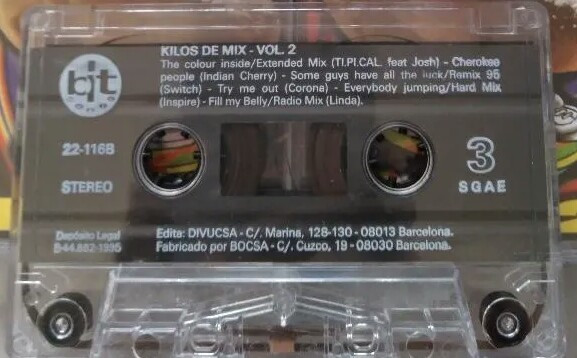 bit
KILOS DE MIX - VOL. 2
The colour inside/Extended Mix (TI.PI.CAL. feat Josh) - Cherokee
people (Indian Cherry) - Some guys have all the luck/Remix 95
(Switch) - Try me out (Corona) - Everybody jumping/Hard Mix
(Inspire) - Fill my Belly/Radio Mix (Linda).
22-1168
STEREO
3
SGAE
Depósito Legal
B-44.882-1995
Edita: DIVUCSA - C/. Marina, 128-130 - 08013 Barcelona.
Fabricado por BOCSA - C/. Cuzco, 19 - 08030 Barcelona.